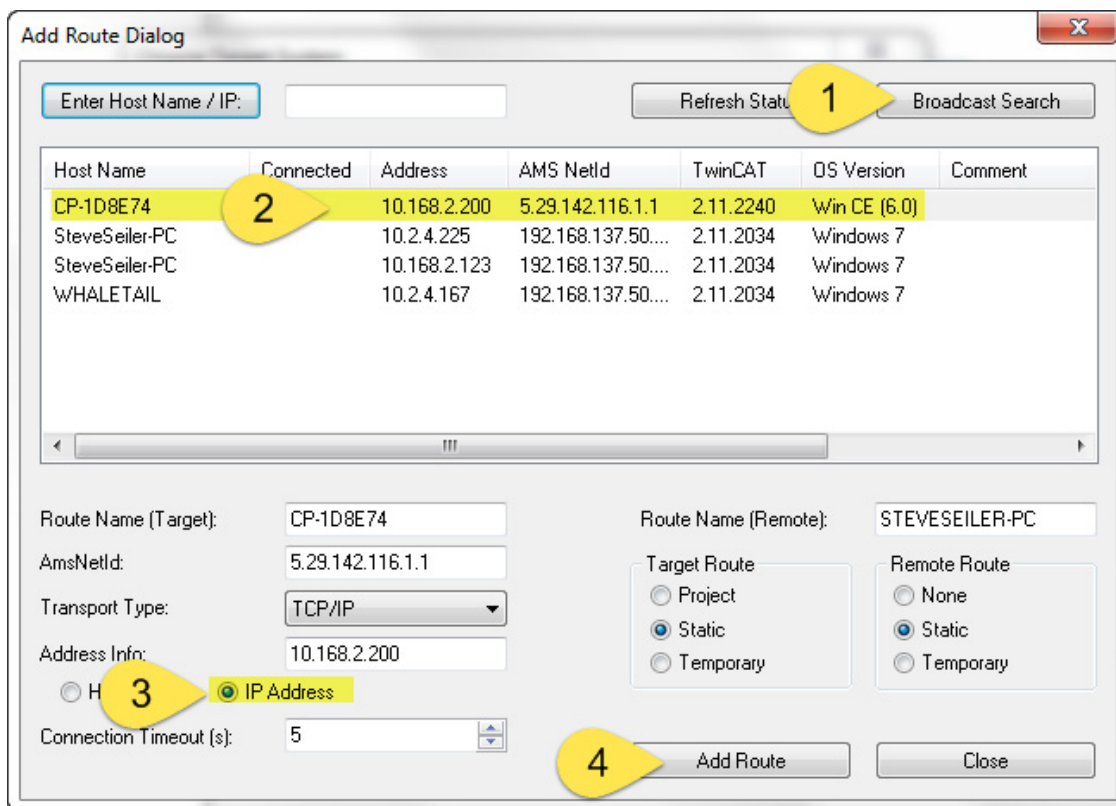 Add Route Dialog
Enter Host Name / IP: Refresh Statu 1 Broadcast Search
Host Name Connected Address AMS NetId TwinCAT OS Version Comment
CP-1D8E74 2 10.168.2.200 5.29.142.116.1.1 2.11.2240 Win CE (6.0)
SteveSeiler-PC 10.2.4.225 192.168.137.50.... 2.11.2034 Windows 7
SteveSeiler-PC 10.168.2.123 192.168.137.50.... 2.11.2034 Windows 7
WHALETAIL 10.2.4.167 192.168.137.50.... 2.11.2034 Windows 7
Route Name (Target): CP-1D8E74 Route Name (Remote): STEVESEILER-PC
AmsNetId: 5.29.142.116.1.1 Target Route Remote Route
Transport Type: TCP/IP Project None
Address Info: 10.168.2.200 Static Static
H 3 IP Address Temporary Temporary
Connection Timeout (s): 5
4 Add Route Close